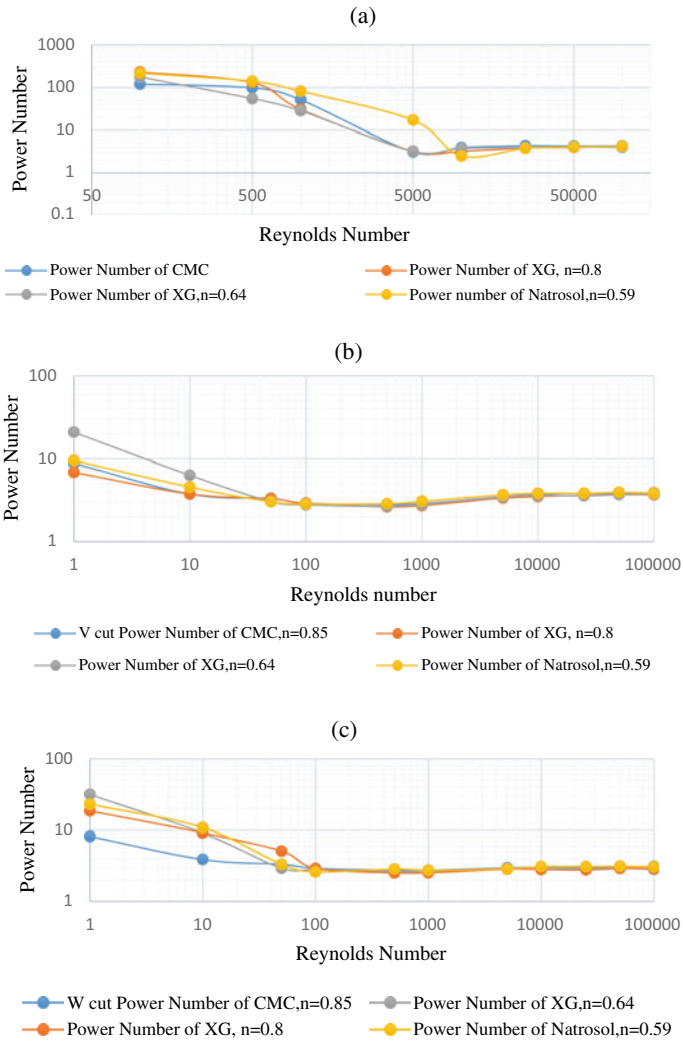 (a)
1000
100
10
1
0.1
Power Number
50
500
5000
50000
Reynolds Number
Power Number of CMC
Power Number of XG, n=0.8
Power Number of XG,n=0.64
Power number of Natrosol,n=0.59
(b)
100
10
1
Power Number
1
10
100
1000
10000
100000
Reynolds number
V cut Power Number of CMC,n=0.85
Power Number of XG, n=0.8
Power Number of XG,n=0.64
Power Number of Natrosol,n=0.59
(c)
100
10
1
Power Number
1
10
100
1000
10000
100000
Reynolds Number
W cut Power Number of CMC,n=0.85
Power Number of XG,n=0.64
Power Number of XG, n=0.8
Power Number of Natrosol,n=0.59